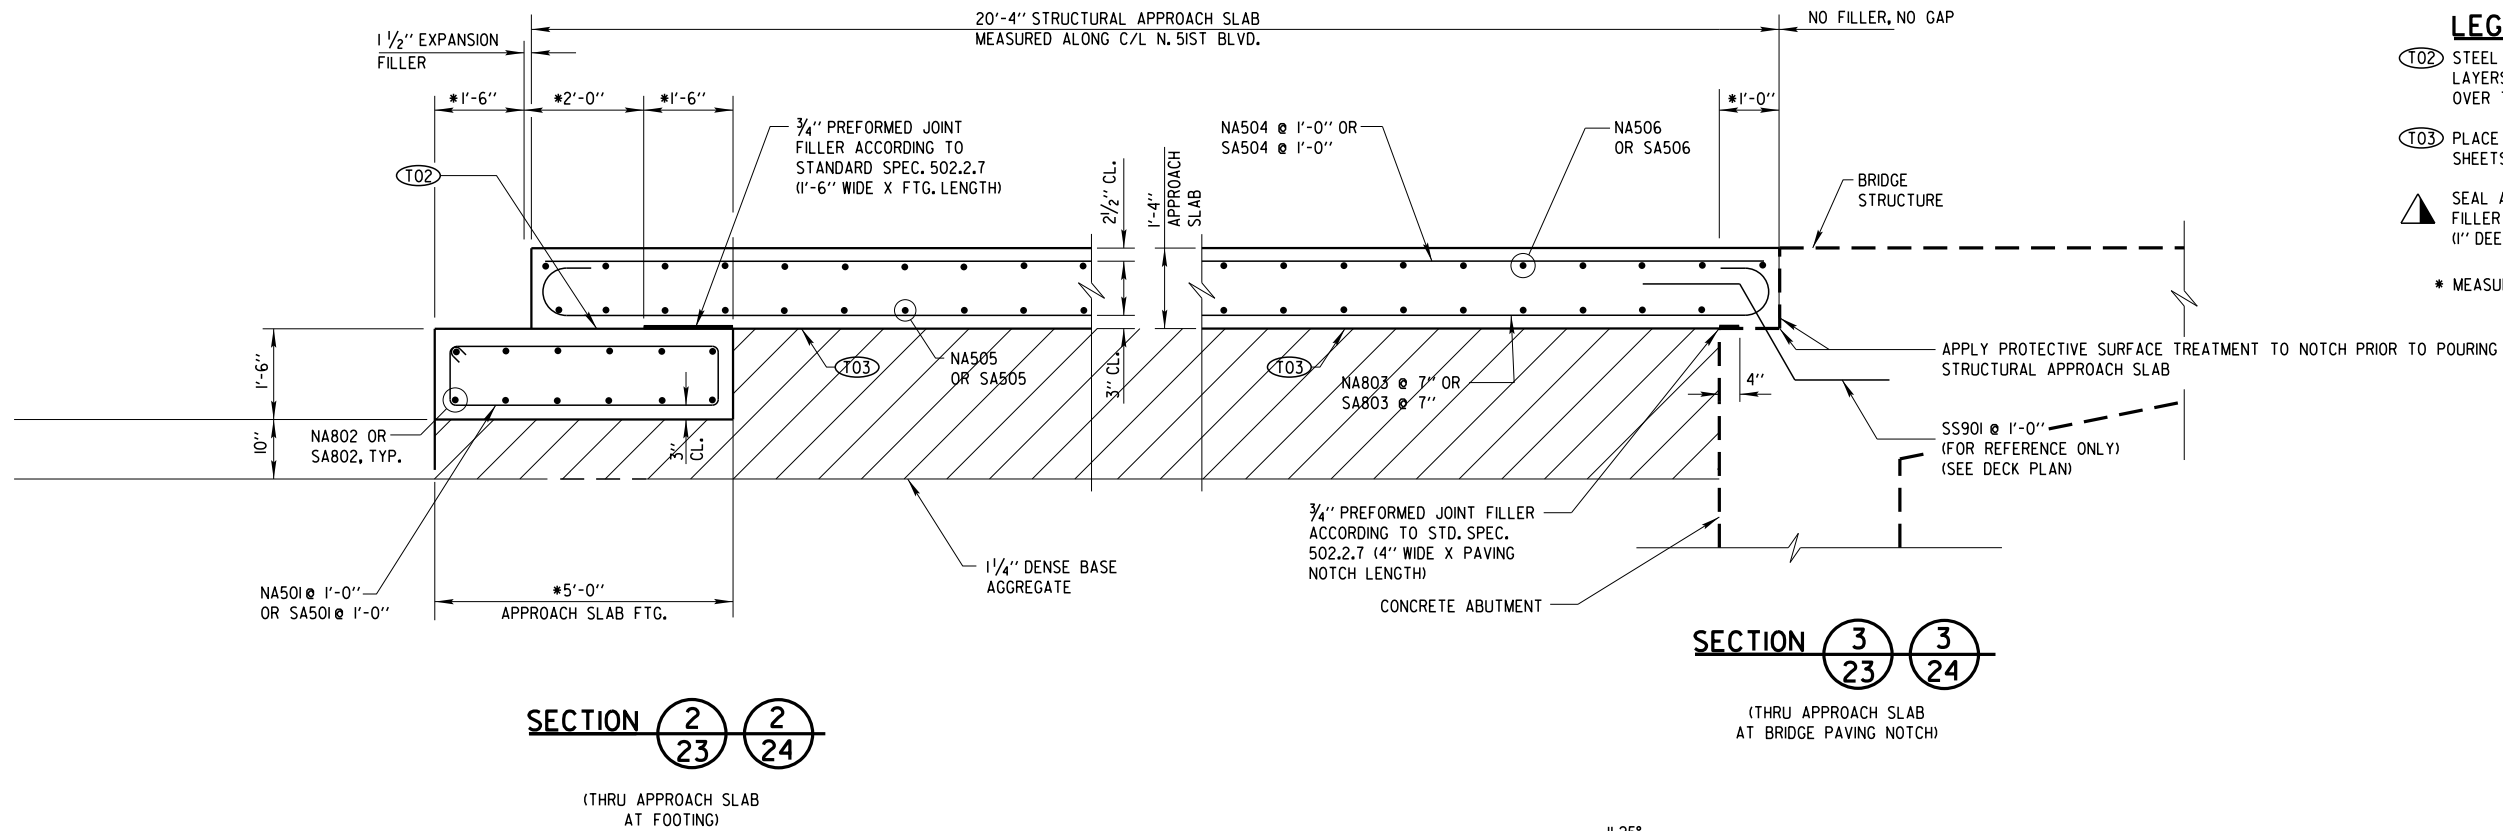 20'-4" STRUCTURAL APPROACH SLAB
MEASURED ALONG C/L N. 51ST BLVD.
NO FILLER, NO GAP
1 1/2" EXPANSION
FILLER
*1'-6"
*2'-0"
*1'-6"
*1'-0"
T02
3/4" PREFORMED JOINT
FILLER ACCORDING TO
STANDARD SPEC. 502.2.7
(1'-6" WIDE X FTG. LENGTH)
2 1/2" CL.
1'-4"
APPROACH
SLAB
NA504 @ 1'-0" OR
SA504 @ 1'-0"
NA506
OR SA506
BRIDGE
STRUCTURE
LEG
T02 STEEL
LAYERS
OVER
T03 PLACE
SHEETS
SEAL
FILLER
(1" DEE
* MEASU
1'-6"
10"
NA802 OR
SA802, TYP.
3"
CL.
T03
NA505
OR SA505
3" CL.
T03
NA803 @ 7" OR
SA803 @ 7"
4"
APPLY PROTECTIVE SURFACE TREATMENT TO NOTCH PRIOR TO POURING
STRUCTURAL APPROACH SLAB
SS901 @ 1'-0"
(FOR REFERENCE ONLY)
(SEE DECK PLAN)
NA501 @ 1'-0"
OR SA501 @ 1'-0"
*5'-0"
APPROACH SLAB FTG.
1 1/4" DENSE BASE
AGGREGATE
3/4" PREFORMED JOINT FILLER
ACCORDING TO STD. SPEC.
502.2.7 (4" WIDE X PAVING
NOTCH LENGTH)
CONCRETE ABUTMENT
SECTION 3 3
23 24
(THRU APPROACH SLAB
AT BRIDGE PAVING NOTCH)
SECTION 2 2
23 24
(THRU APPROACH SLAB
AT FOOTING)